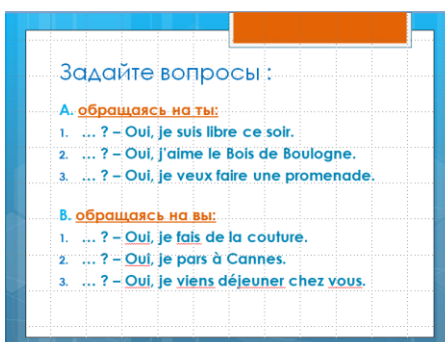 Задайте вопросы :
A. обращаясь на ты:
1. ... ? – Oui, je suis libre ce soir.
2. ... ? – Oui, j'aime le Bois de Boulogne.
3. ... ? – Oui, je veux faire une promenade.
B. обращаясь на вы:
1. ... ? – Oui, je fais de la couture.
2. ... ? – Oui, je pars à Cannes.
3. ... ? – Oui, je viens déjeuner chez vous.